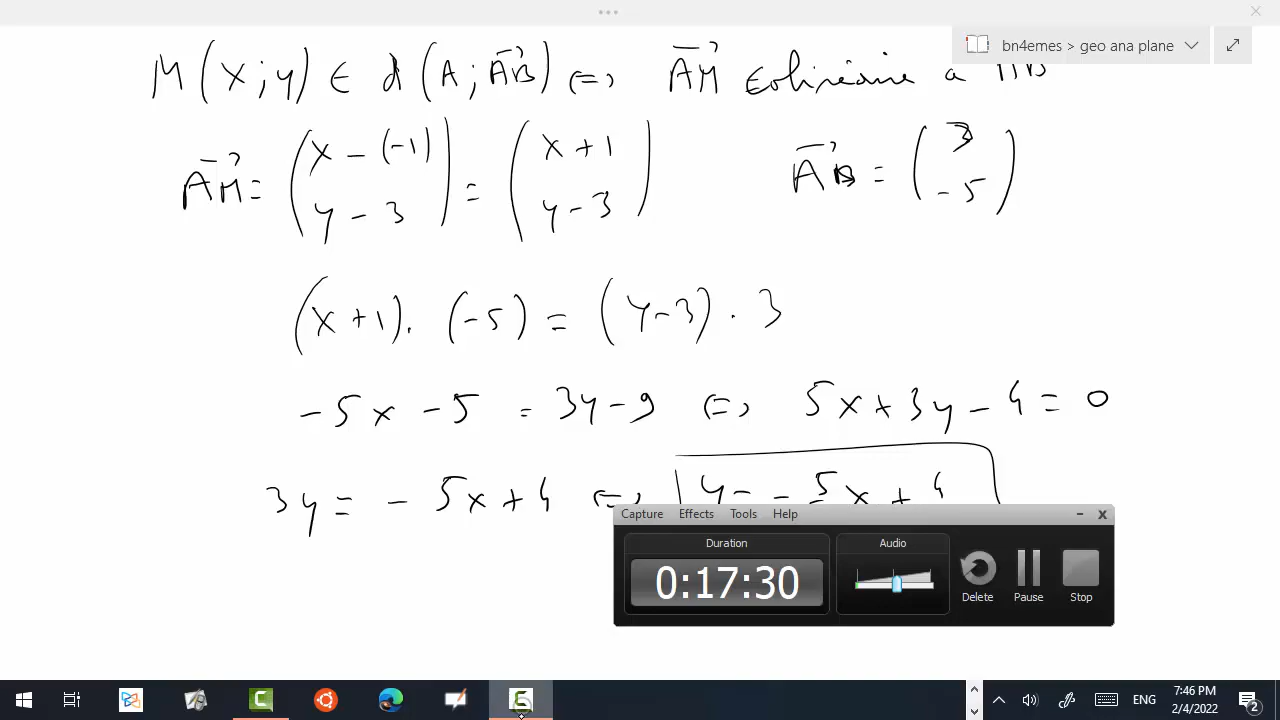 bn4emes > geo ana plane
M(x;y) ∈ d(A;AB) ⇔ AM colinéaire à AB
AM = (x-(-1) y-3) = (x+1 y-3) AB = (3 -5)
(x+1).(-5) = (y-3).3
-5x-5 = 3y-9 ⇔ 5x+3y-4=0
3y = -5x+4 ⇔ y= -5x+4
Capture Effects Tools Help
Duration Audio
0:17:30
Delete Pause Stop
ENG 7:46 PM
2/4/2022 2